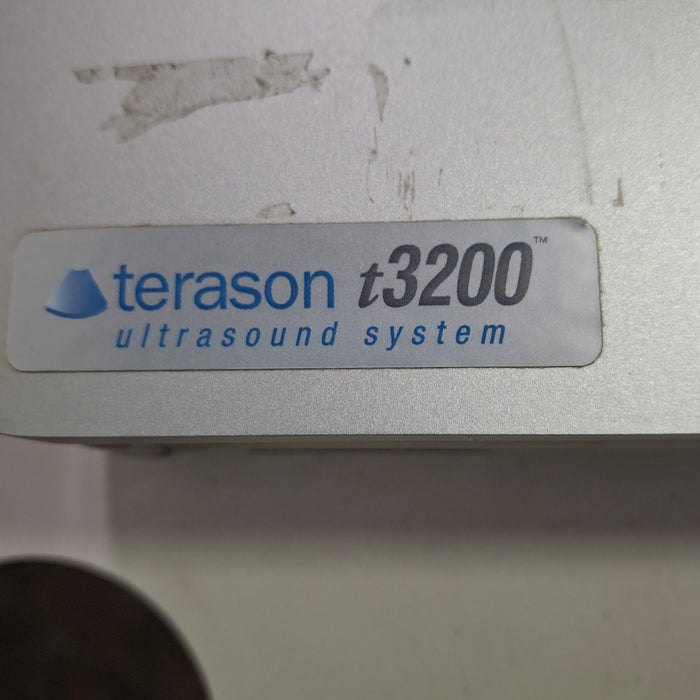 terason t3200™
ultrasound system